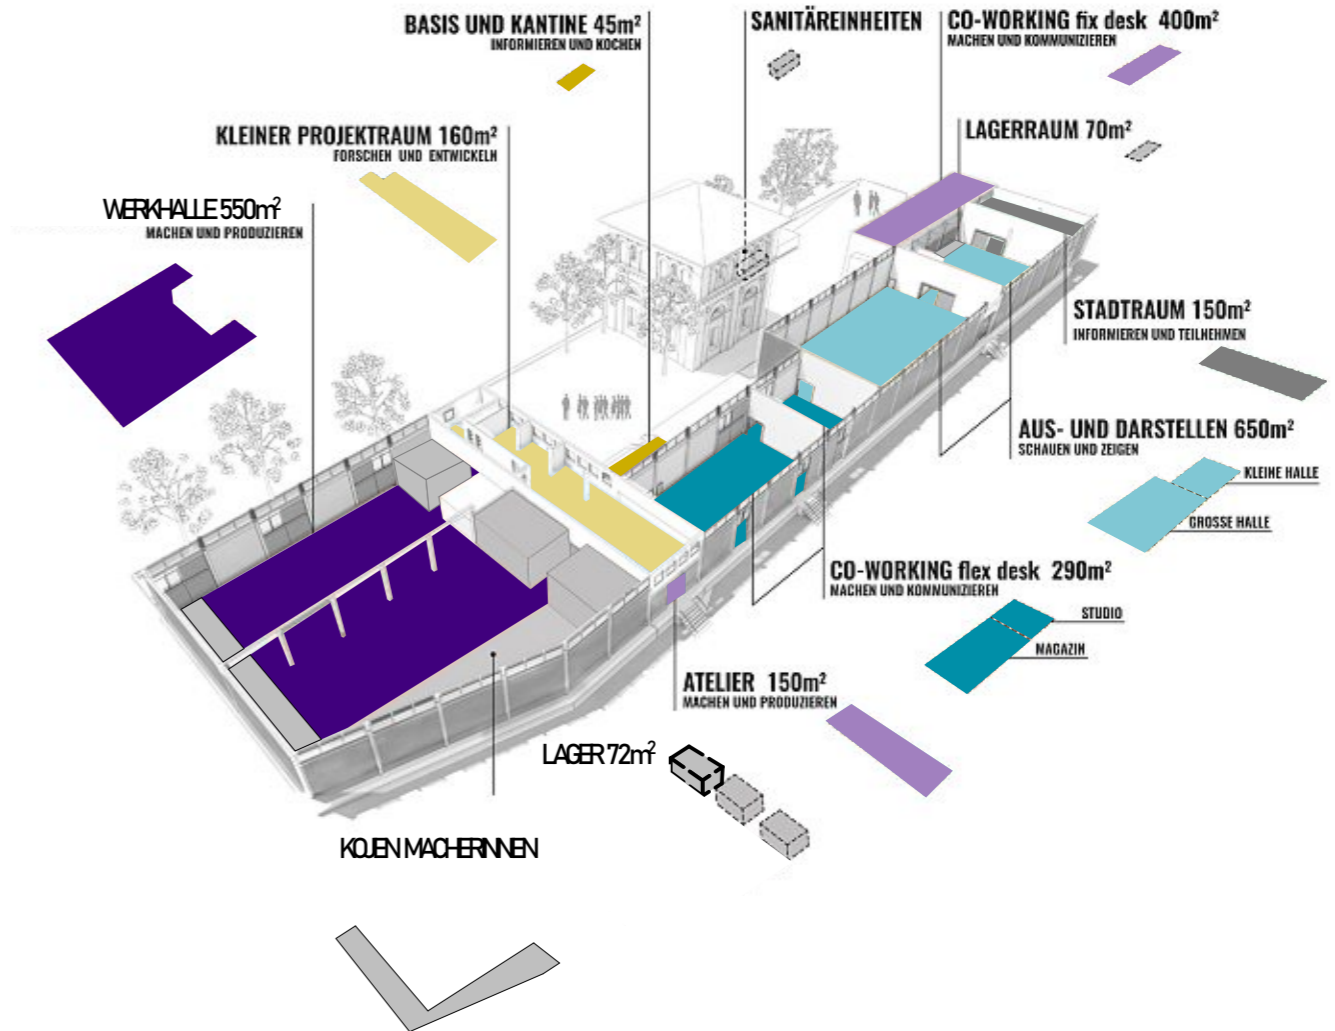 BASIS UND KANTINE 45m²
INFORMIEREN UND KOCHEN
SANITÄREINHEITEN
CO-WORKING fix desk 400m²
MACHEN UND KOMMUNIZIEREN
KLEINER PROJEKTRAUM 160m²
FORSCHEN UND ENTWICKELN
LAGERRAUM 70m²
WERKHALLE 550m²
MACHEN UND PRODUZIEREN
STADTRAUM 150m²
INFORMIEREN UND TEILNEHMEN
AUS- UND DARSTELLEN 650m²
SCHAUEN UND ZEIGEN
KLEINE HALLE
GROSSE HALLE
CO-WORKING flex desk 290m²
MACHEN UND KOMMUNIZIEREN
STUDIO
MAGAZIN
ATELIER 150m²
MACHEN UND PRODUZIEREN
LAGER 72m²
KOJEN MACHERINNEN